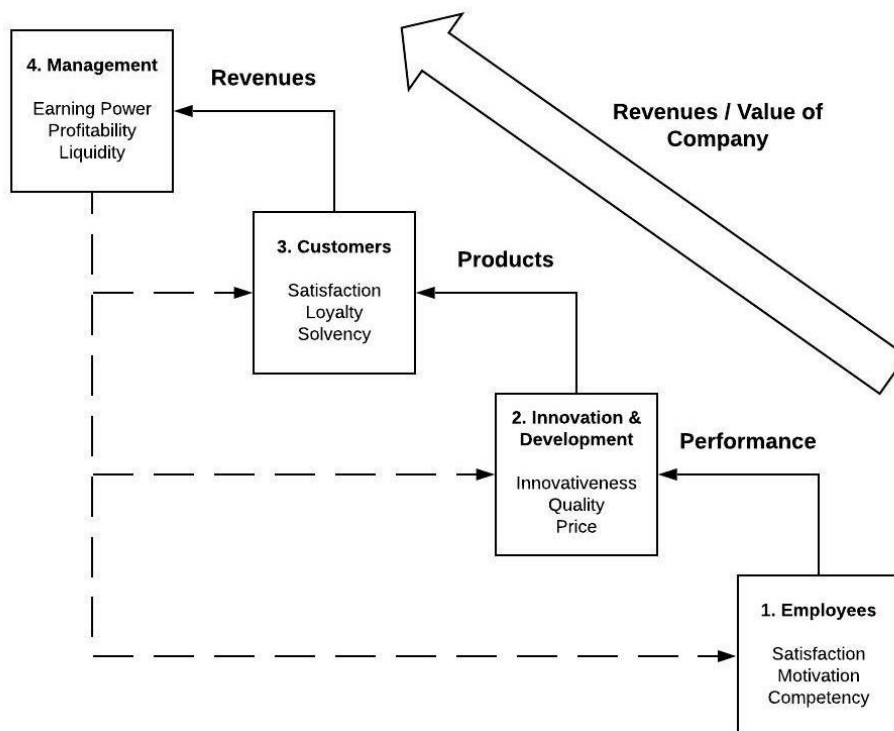 4. Management
Earning Power
Profitability
Liquidity
Revenues
Revenues / Value of
Company
3. Customers
Satisfaction
Loyalty
Solvency
Products
2. Innovation &
Development
Innovativeness
Quality
Price
Performance
1. Employees
Satisfaction
Motivation
Competency